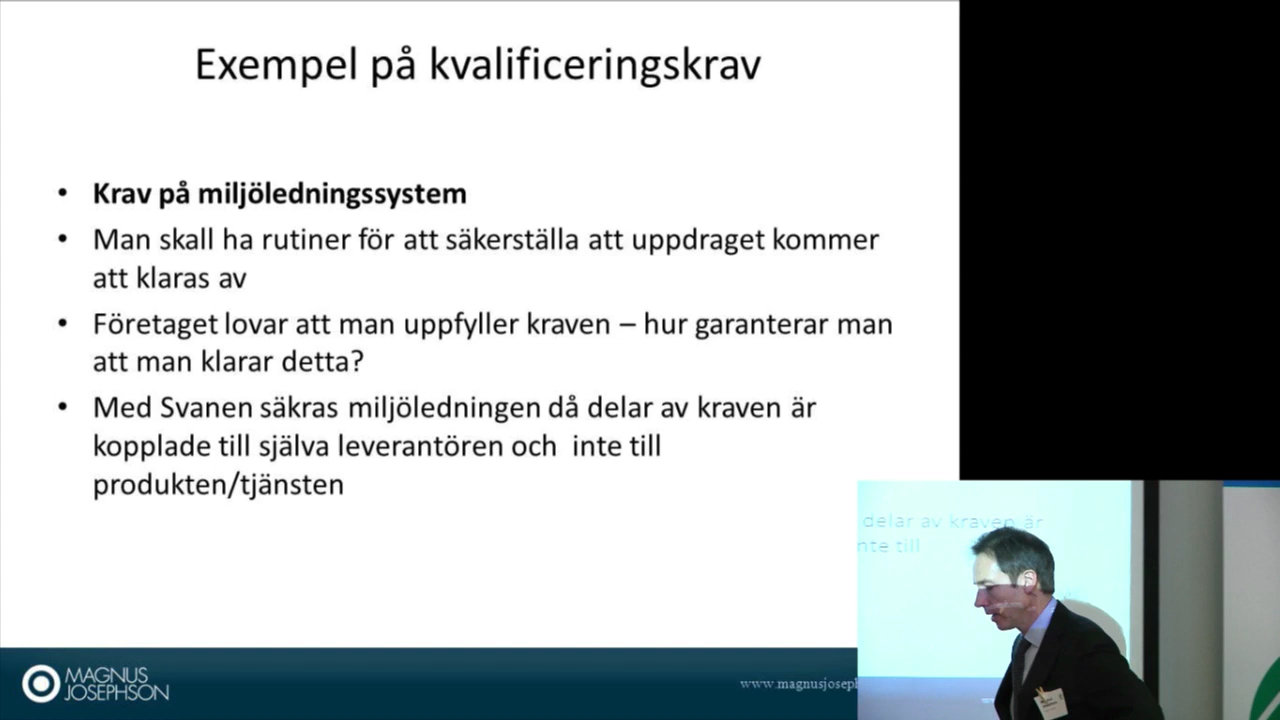 Exempel på kvalificeringskrav
• Krav på miljöledningssystem
• Man skall ha rutiner för att säkerställa att uppdraget kommer
att klaras av
• Företaget lovar att man uppfyller kraven – hur garanterar man
att man klarar detta?
• Med Svanen säkras miljöledningen då delar av kraven är
kopplade till själva leverantören och inte till
produkten/tjänsten
delar av kraven är
nte till
MAGNUS
JOSEPHSON
www.magnusjoseph